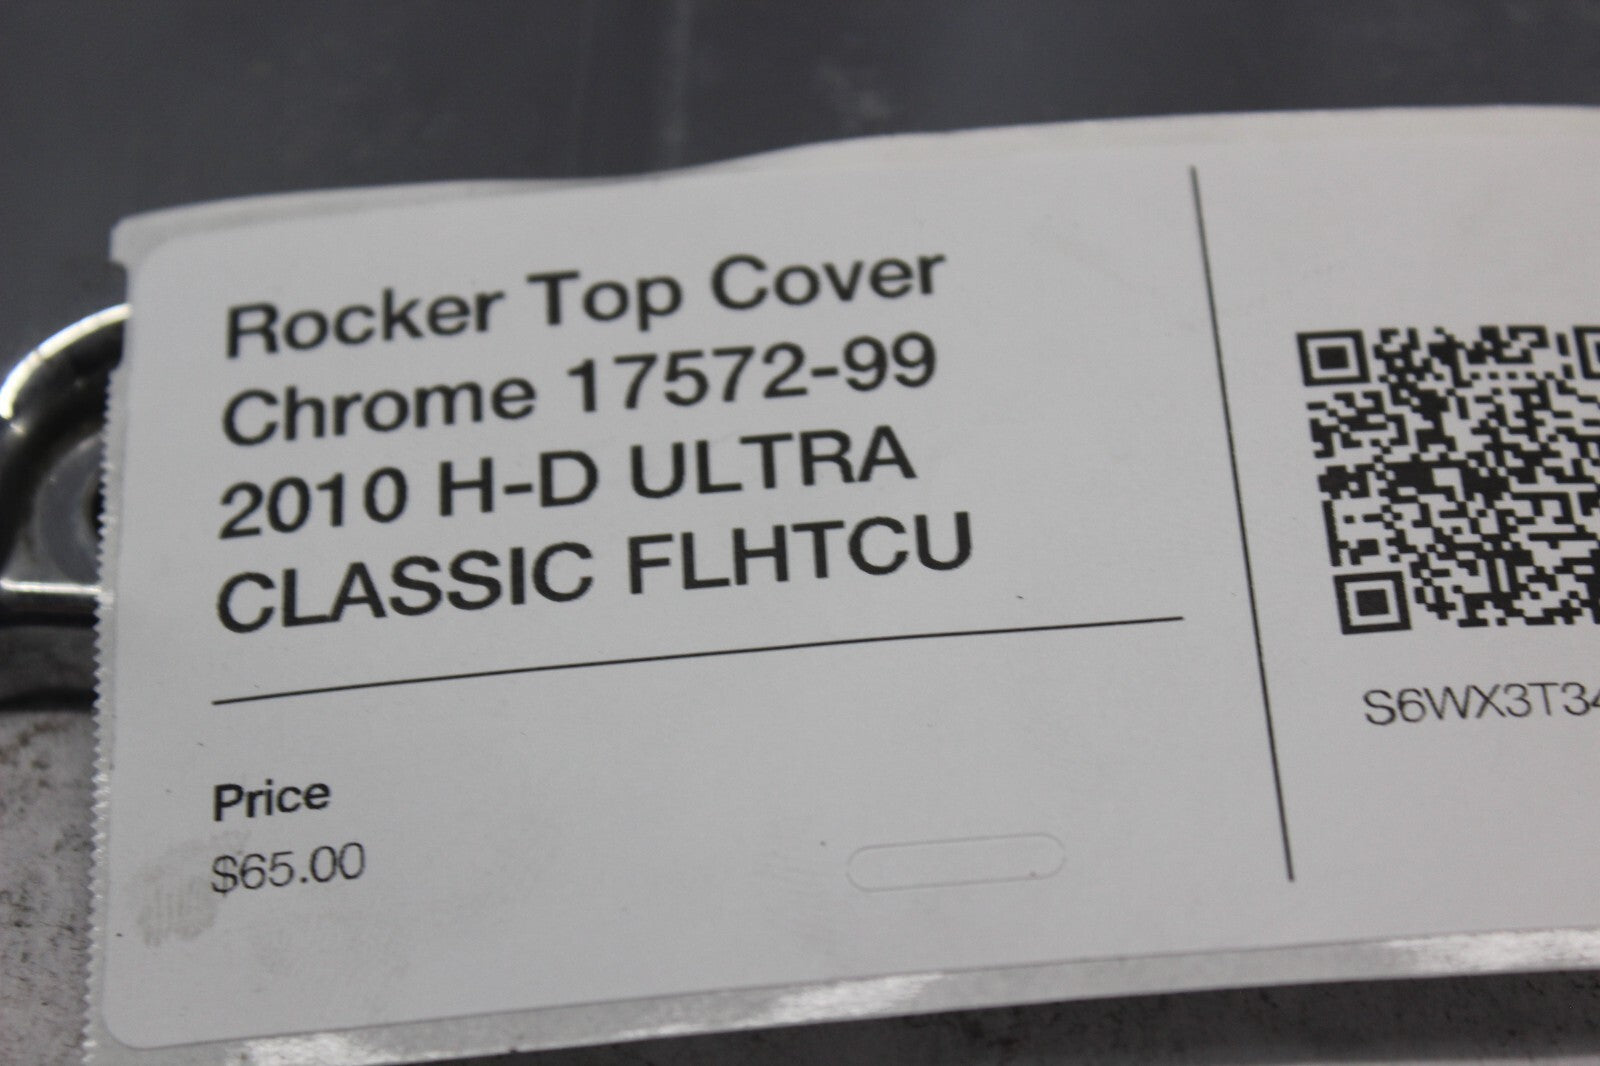 Rocker Top Cover
Chrome 17572-99
2010 H-D ULTRA
CLASSIC FLHTCU
Price
$65.00
S6WX3T34